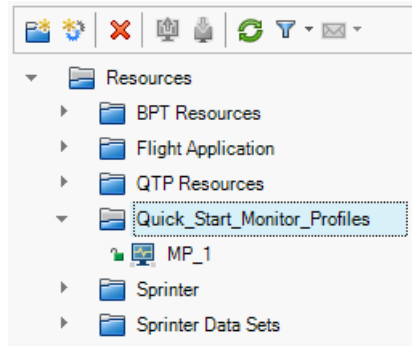 Resources
BPT Resources
Flight Application
QTP Resources
Quick_Start_Monitor_Profiles
MP_1
Sprinter
Sprinter Data Sets